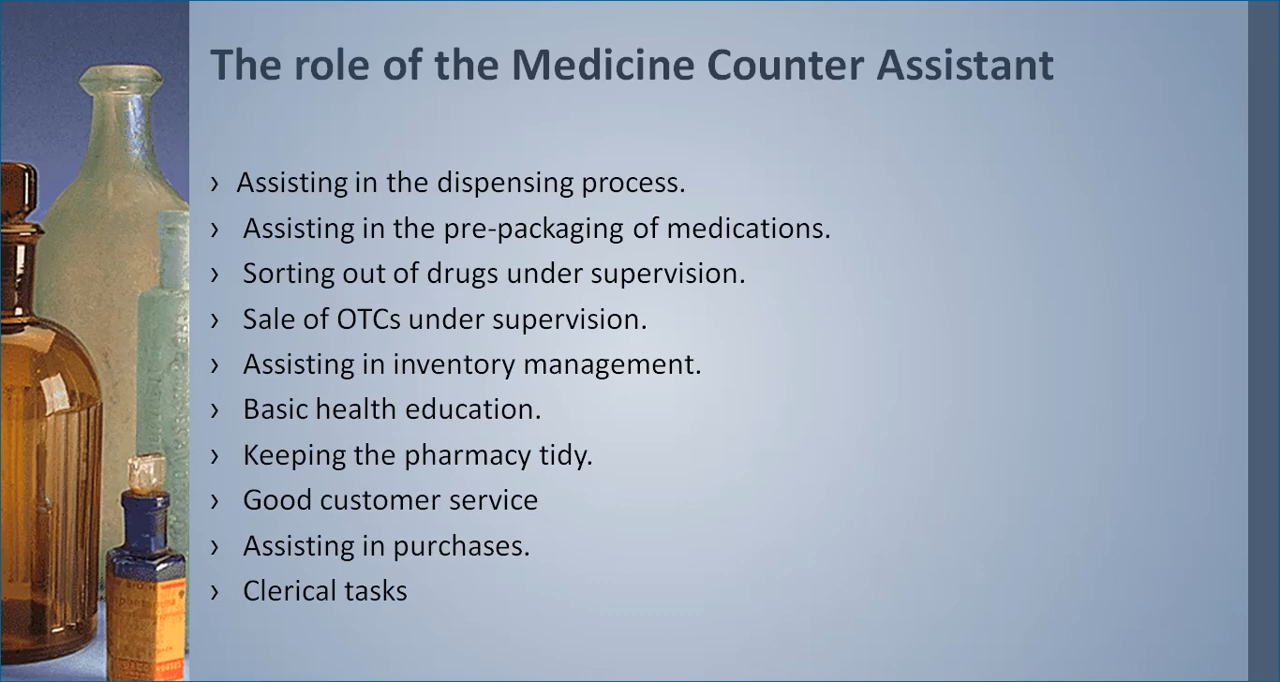 The role of the Medicine Counter Assistant
› Assisting in the dispensing process.
› Assisting in the pre-packaging of medications.
› Sorting out of drugs under supervision.
› Sale of OTCs under supervision.
› Assisting in inventory management.
› Basic health education.
› Keeping the pharmacy tidy.
› Good customer service
› Assisting in purchases.
› Clerical tasks